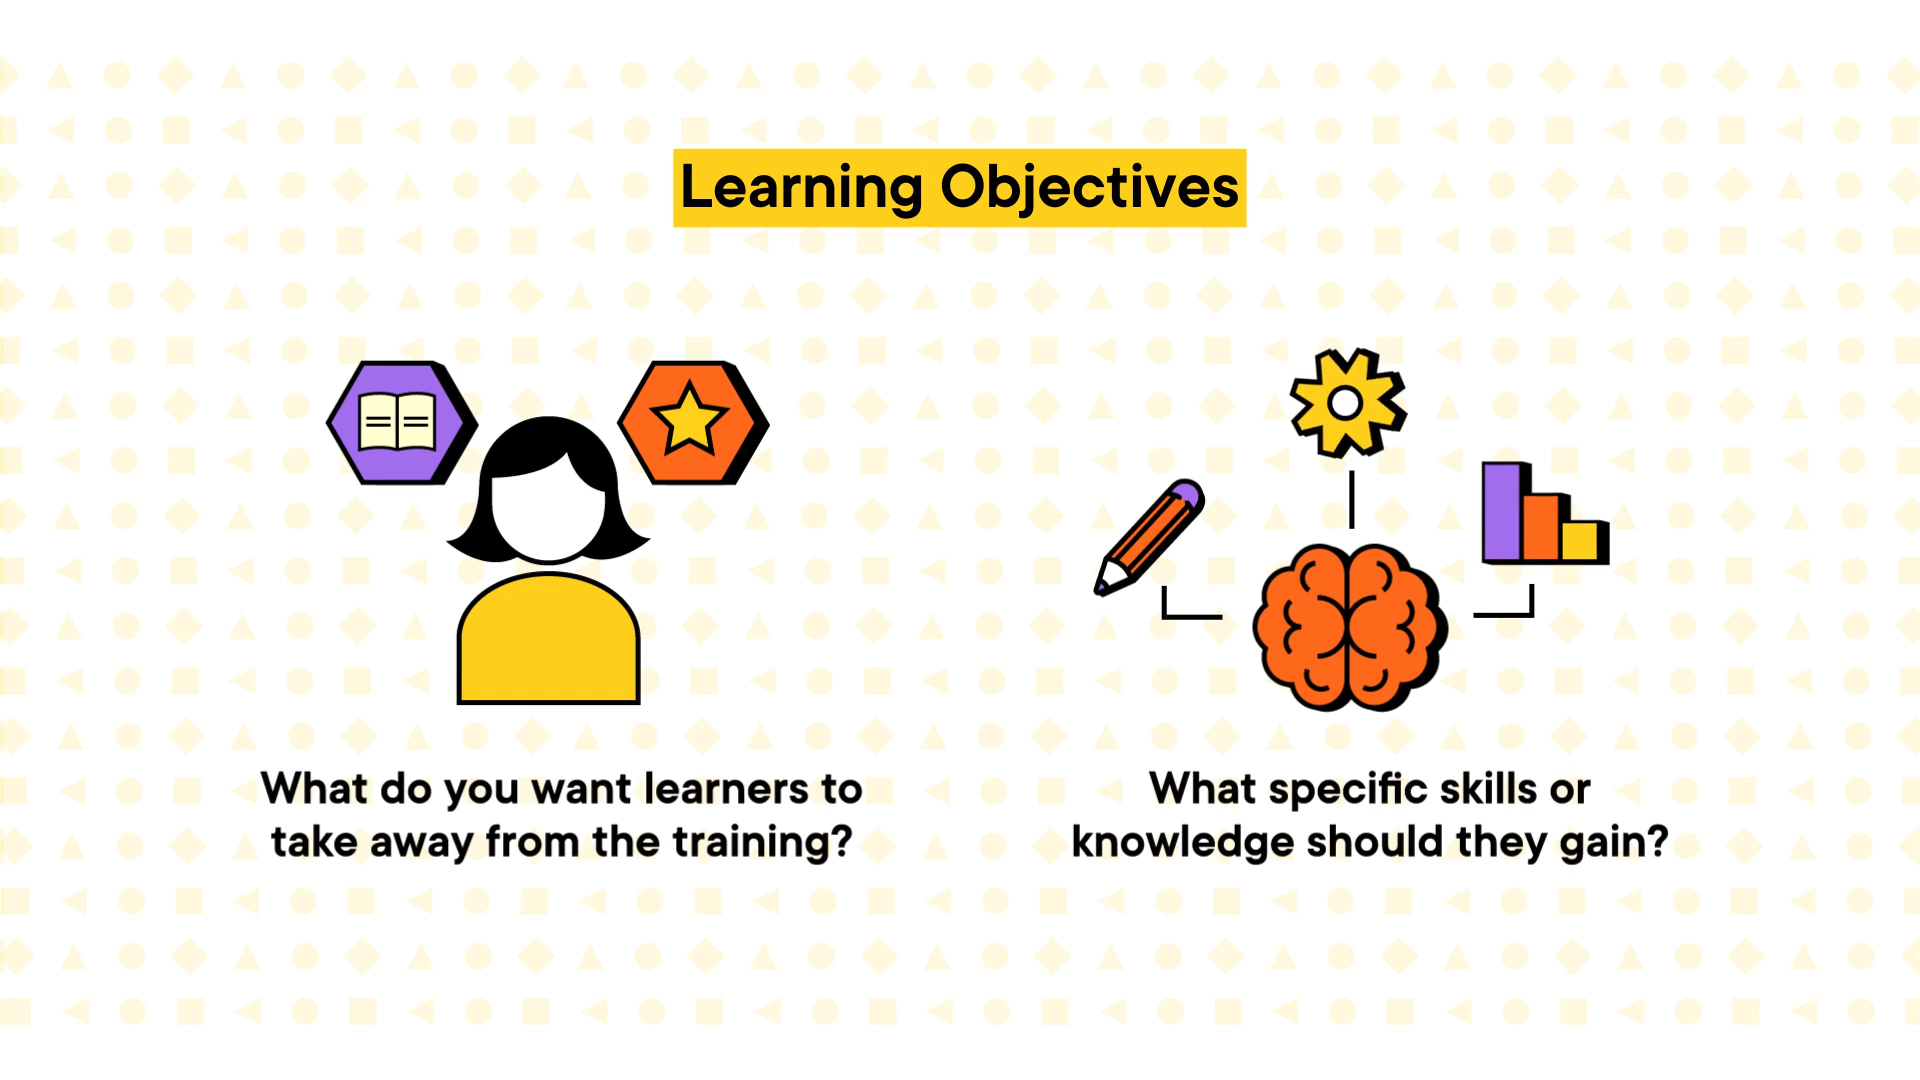 Learning Objectives
What do you want learners to
take away from the training?
What specific skills or
knowledge should they gain?